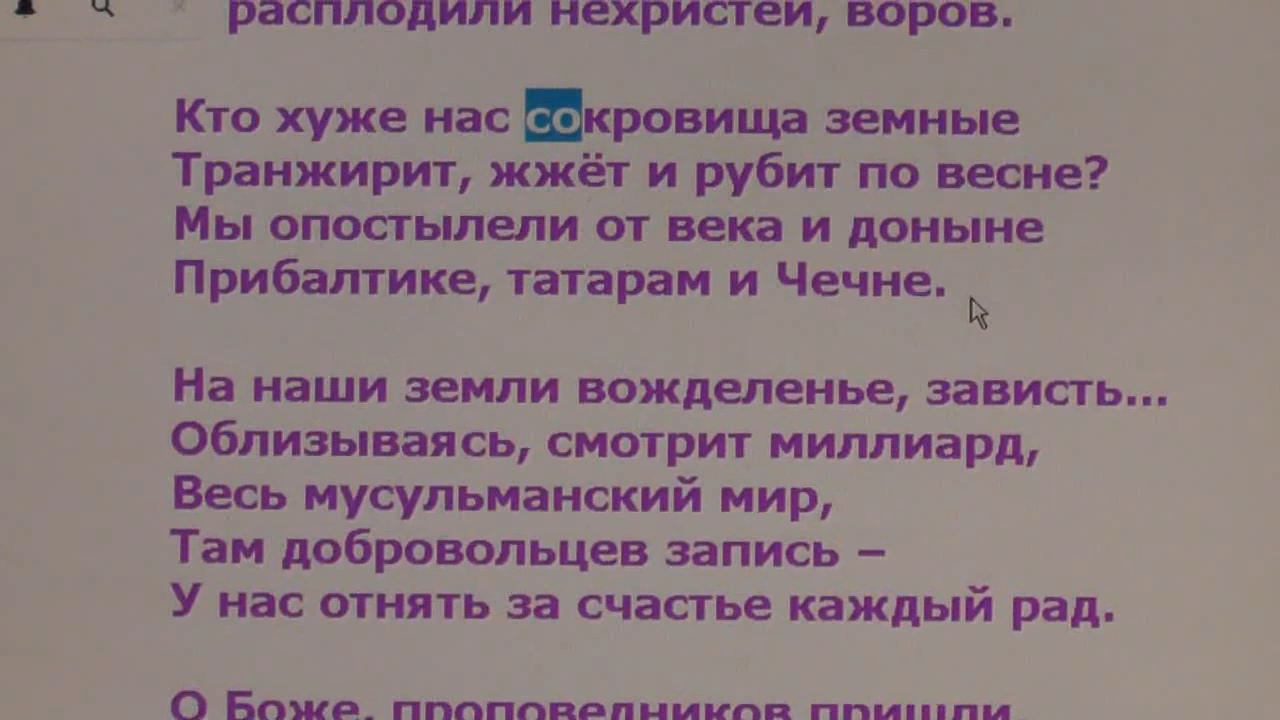 расплодили нехристей, воров.
Кто хуже нас сокровища земные
Транжирит, жжёт и рубит по весне?
Мы опостылели от века и доныне
Прибалтике, татарам и Чечне.
На наши земли вожделенье, зависть...
Облизываясь, смотрит миллиард,
Весь мусульманский мир,
Там добровольцев запись –
У нас отнять за счастье каждый рад.
О Боже, проповедников пришли,